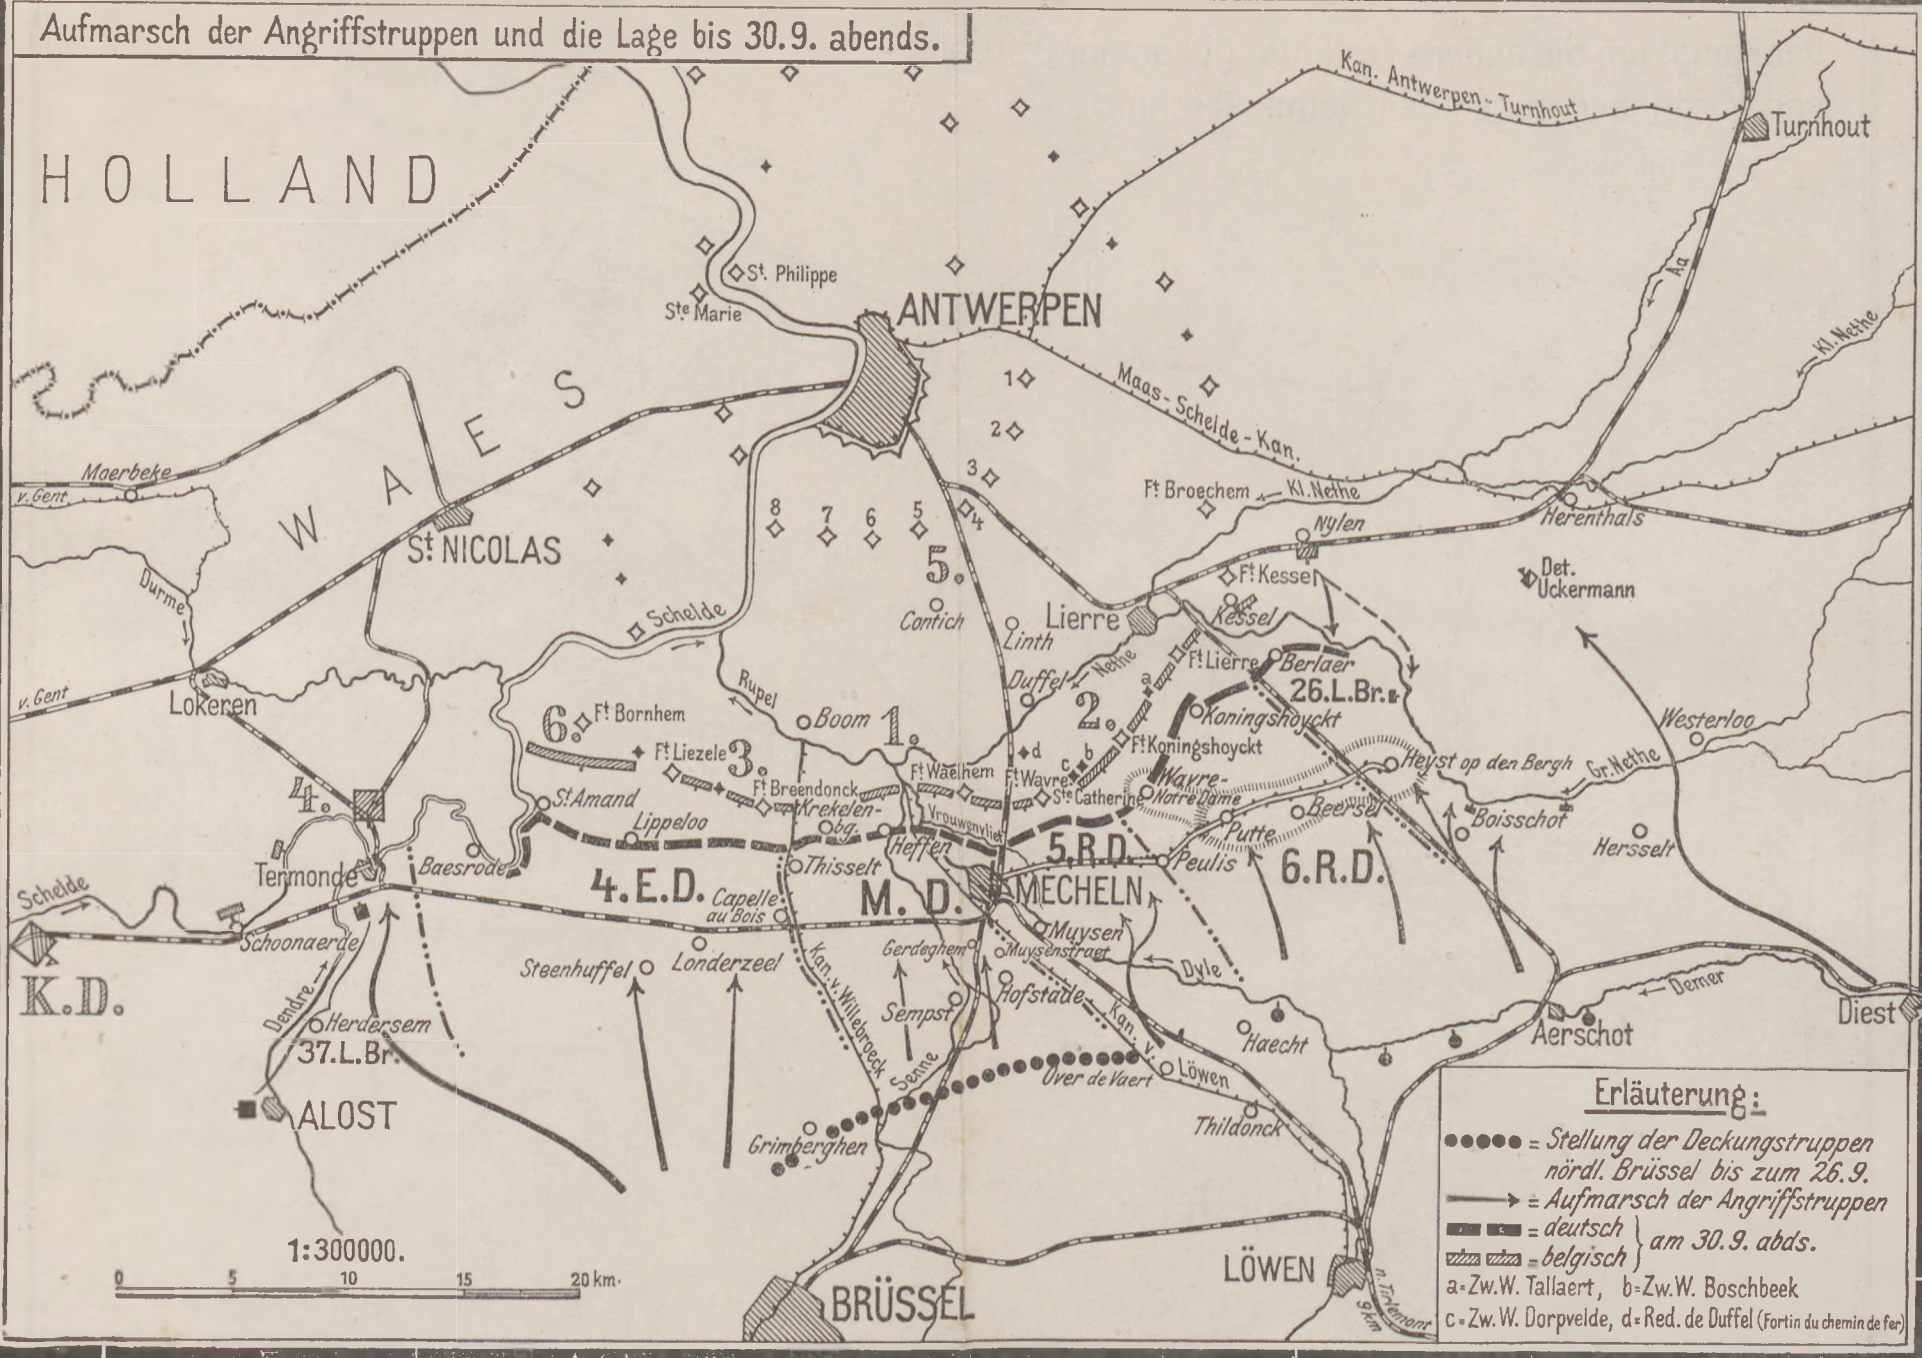 Aufmarsch der Angriffstruppen und die Lage bis 30.9. abends.
HOLLAND
Kan. Antwerpen-Turnhout
Turnhout
Aa
Kl. Nethe
St. Philippe
Ste Marie
ANTWERPEN
Maas-Schelde-Kan.
1
2
3
4
5
6
7
8
WAES
Maerbeke
v. Gent
St. NICOLAS
Durme
Ft Broechem
Kl. Nethe
Nylen
Herenthals
Det.
Uckermann
Ft Kessel
Kessel
5.
Contich
Linth
Lierre
Schelde
Duffel
Nethe
Ft Lierre
Berlaer
26.L.Br.
v. Gent
Lokeren
Rupel
6.
Ft Bornhem
Boom
1.
2.
a
Koningshoyckt
Ft Koningshoyckt
Westerloo
Ft Liezele
3.
Ft Breendonck
Ft Waelhem
d
Ft Wavre
c
b
Ste Catherine
Wavre-
Notre Dame
Heyst op den Bergh
Gr. Nethe
4.
St. Amand
Lippeloo
Krekelen-
bg.
Vrouwenvliet
Heffen
Putte
Beersel
Boisschot
Hersselt
Termonde
Baesrode
Thisselt
5.R.D.
Peulis
6.R.D.
4.E.D.
Capelle
au Bois
M.D.
MECHELN
Schelde
Schoonaerde
K.D.
Steenhuffel
Londerzeel
Gerdeghem
Muysen
Muysenstraet
Dyle
Demer
Diest
Dendre
Herdersem
37.L.Br.
Kan. v. Willebroeck
Sempst
Hofstade
Kan. v.
Löwen
Haecht
Aerschot
Senne
Over de Vaert
ALOST
Grimberghen
Thildonck
1:300000.
0 5 10 15 20 km.
BRÜSSEL
LÖWEN
n. Tirlemont
9 km
Erläuterung:
= Stellung der Deckungstruppen
nördl. Brüssel bis zum 26.9.
= Aufmarsch der Angriffstruppen
= deutsch
= belgisch
} am 30.9. abds.
a=Zw.W. Tallaert, b=Zw.W. Boschbeek
c=Zw.W. Dorpvelde, d=Red. de Duffel (Fortin du chemin de fer)